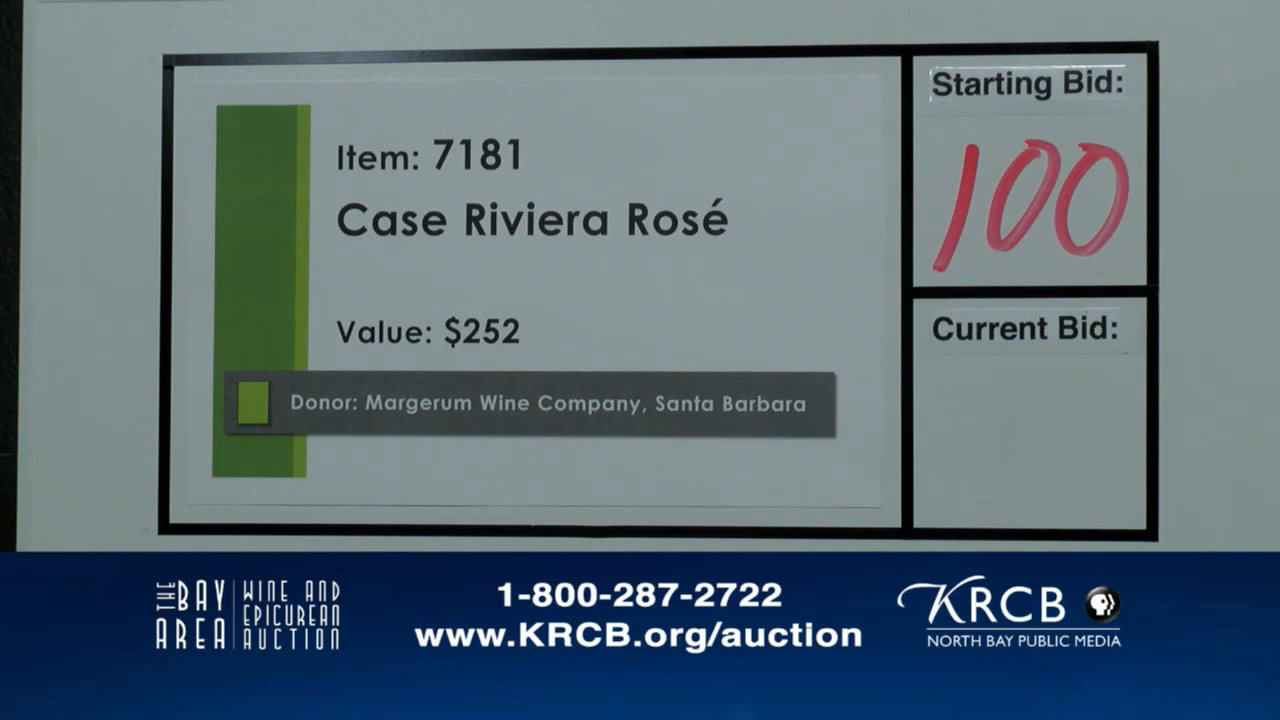 Item: 7181
Case Riviera Rosé
Value: $252
Donor: Margerum Wine Company, Santa Barbara
Starting Bid:
100
Current Bid:
THE BAY AREA
WINE AND
EPICUREAN
AUCTION
1-800-287-2722
www.KRCB.org/auction
KRCB
NORTH BAY PUBLIC MEDIA